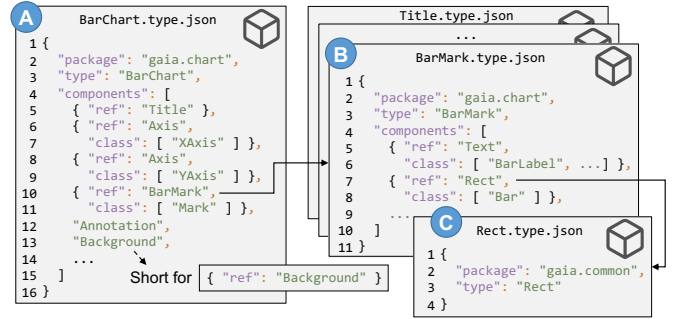 A
BarChart.type.json
1 {
2 "package": "gaia.chart",
3 "type": "BarChart",
4 "components": [
5 { "ref": "Title" },
6 { "ref": "Axis",
7 "class": [ "XAxis" ] },
8 { "ref": "Axis",
9 "class": [ "YAxis" ] },
10 { "ref": "BarMark",
11 "class": [ "Mark" ] },
12 "Annotation",
13 "Background",
14 ...
15 ]
16 }
Short for
{ "ref": "Background" }
Title.type.json
...
B
BarMark.type.json
1 {
2 "package": "gaia.chart",
3 "type": "BarMark",
4 "components": [
5 { "ref": "Text",
6 "class": [ "BarLabel", ...] },
7 { "ref": "Rect",
8 "class": [ "Bar" ] },
9 ...
10 ]
11 }
C
Rect.type.json
1 {
2 "package": "gaia.common",
3 "type": "Rect"
4 }